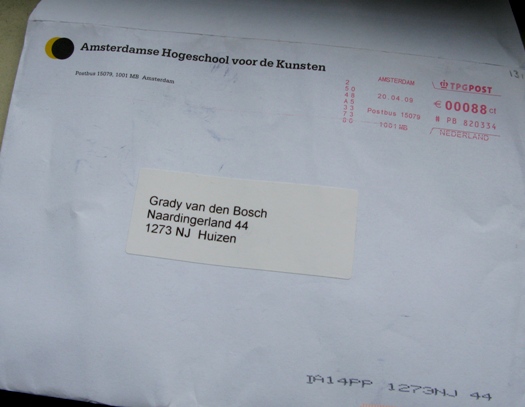 Amsterdamse Hogeschool voor de Kunsten
Postbus 15079, 1001 MB Amsterdam
AMSTERDAM
20.04.09
Postbus 15079
1001 MB
TPGPOST
€ 00088 ct
PB 820334
NEDERLAND
Grady van den Bosch
Naardingerland 44
1273 NJ Huizen
1273NJ 44